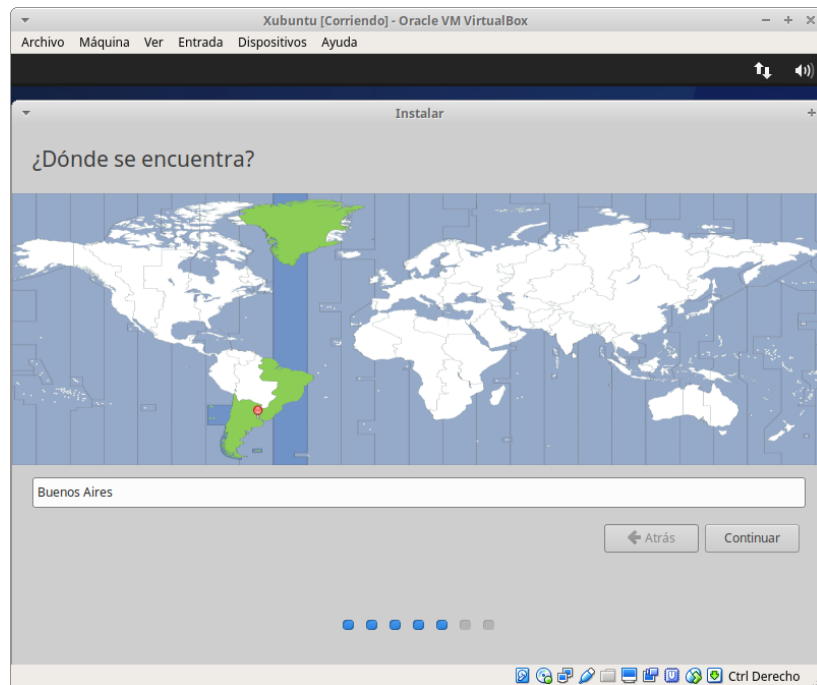 Xubuntu [Corriendo] - Oracle VM VirtualBox
Archivo Máquina Ver Entrada Dispositivos Ayuda
Instalar
¿Dónde se encuentra?
Buenos Aires
Atrás Continuar
Ctrl Derecho